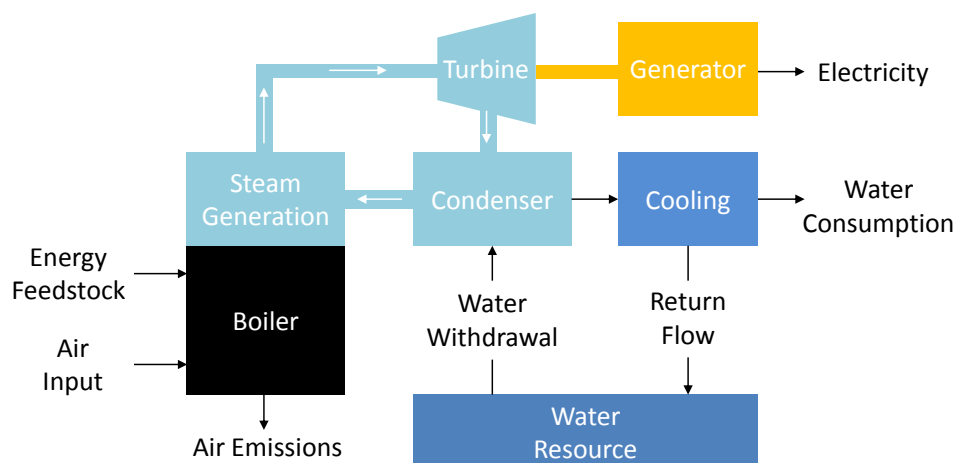 Turbine
Generator
Electricity
Steam
Generation
Condenser
Cooling
Water
Consumption
Energy
Feedstock
Boiler
Water
Withdrawal
Return
Flow
Air
Input
Air Emissions
Water
Resource